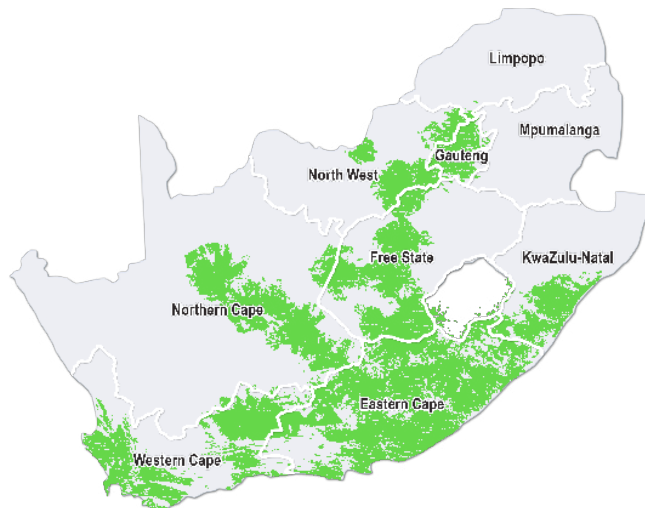 Limpopo
Mpumalanga
Gauteng
North West
Free State
KwaZulu-Natal
Northern Cape
Eastern Cape
Western Cape